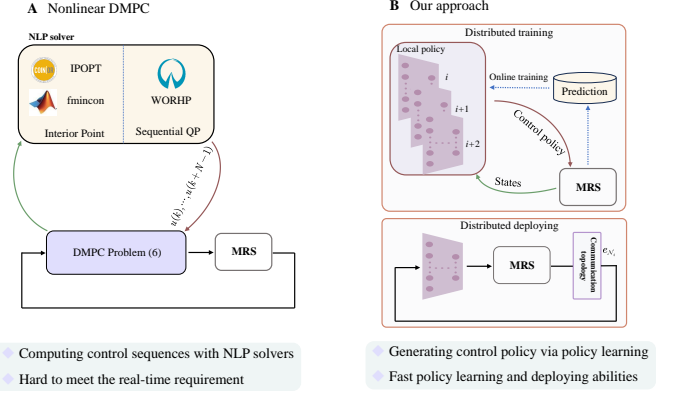 A Nonlinear DMPC
NLP solver
COIN|OR
IPOPT
fmincon
WORHP
Interior Point
Sequential QP
u(k),⋯,u(k+N−1)
DMPC Problem (6)
MRS
Computing control sequences with NLP solvers
Hard to meet the real-time requirement
B Our approach
Distributed training
Local policy
i
i+1
i+2
Online training
Prediction
Control policy
States
MRS
Distributed deploying
MRS
Communication
topology
e_{N_i}
Generating control policy via policy learning
Fast policy learning and deploying abilities